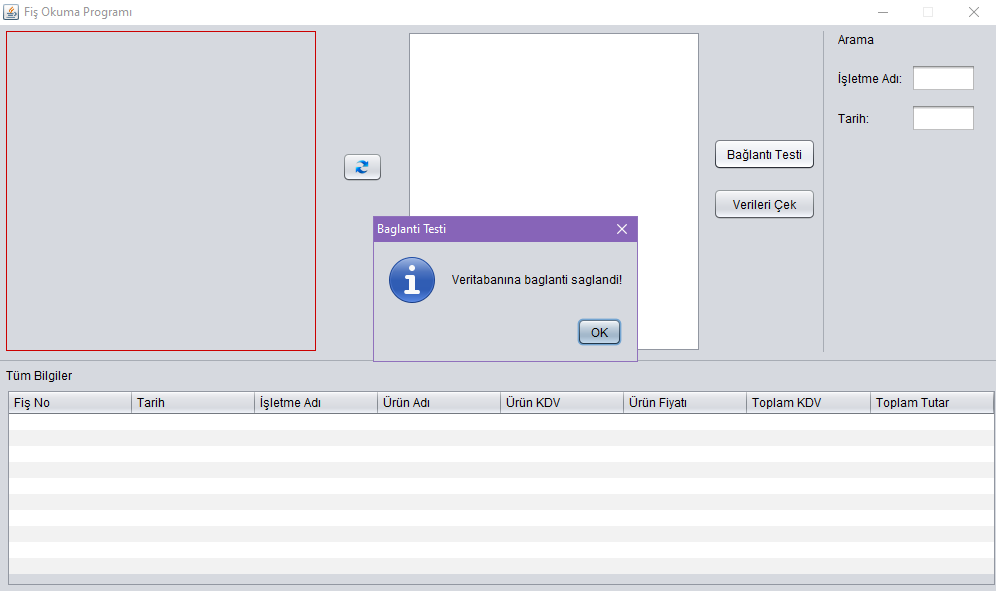 Fiş Okuma Programı
Arama
İşletme Adı:
Tarih:
Bağlantı Testi
Verileri Çek
Baglanti Testi
Veritabanına baglanti saglandi!
OK
Tüm Bilgiler
Fiş No Tarih İşletme Adı Ürün Adı Ürün KDV Ürün Fiyatı Toplam KDV Toplam Tutar